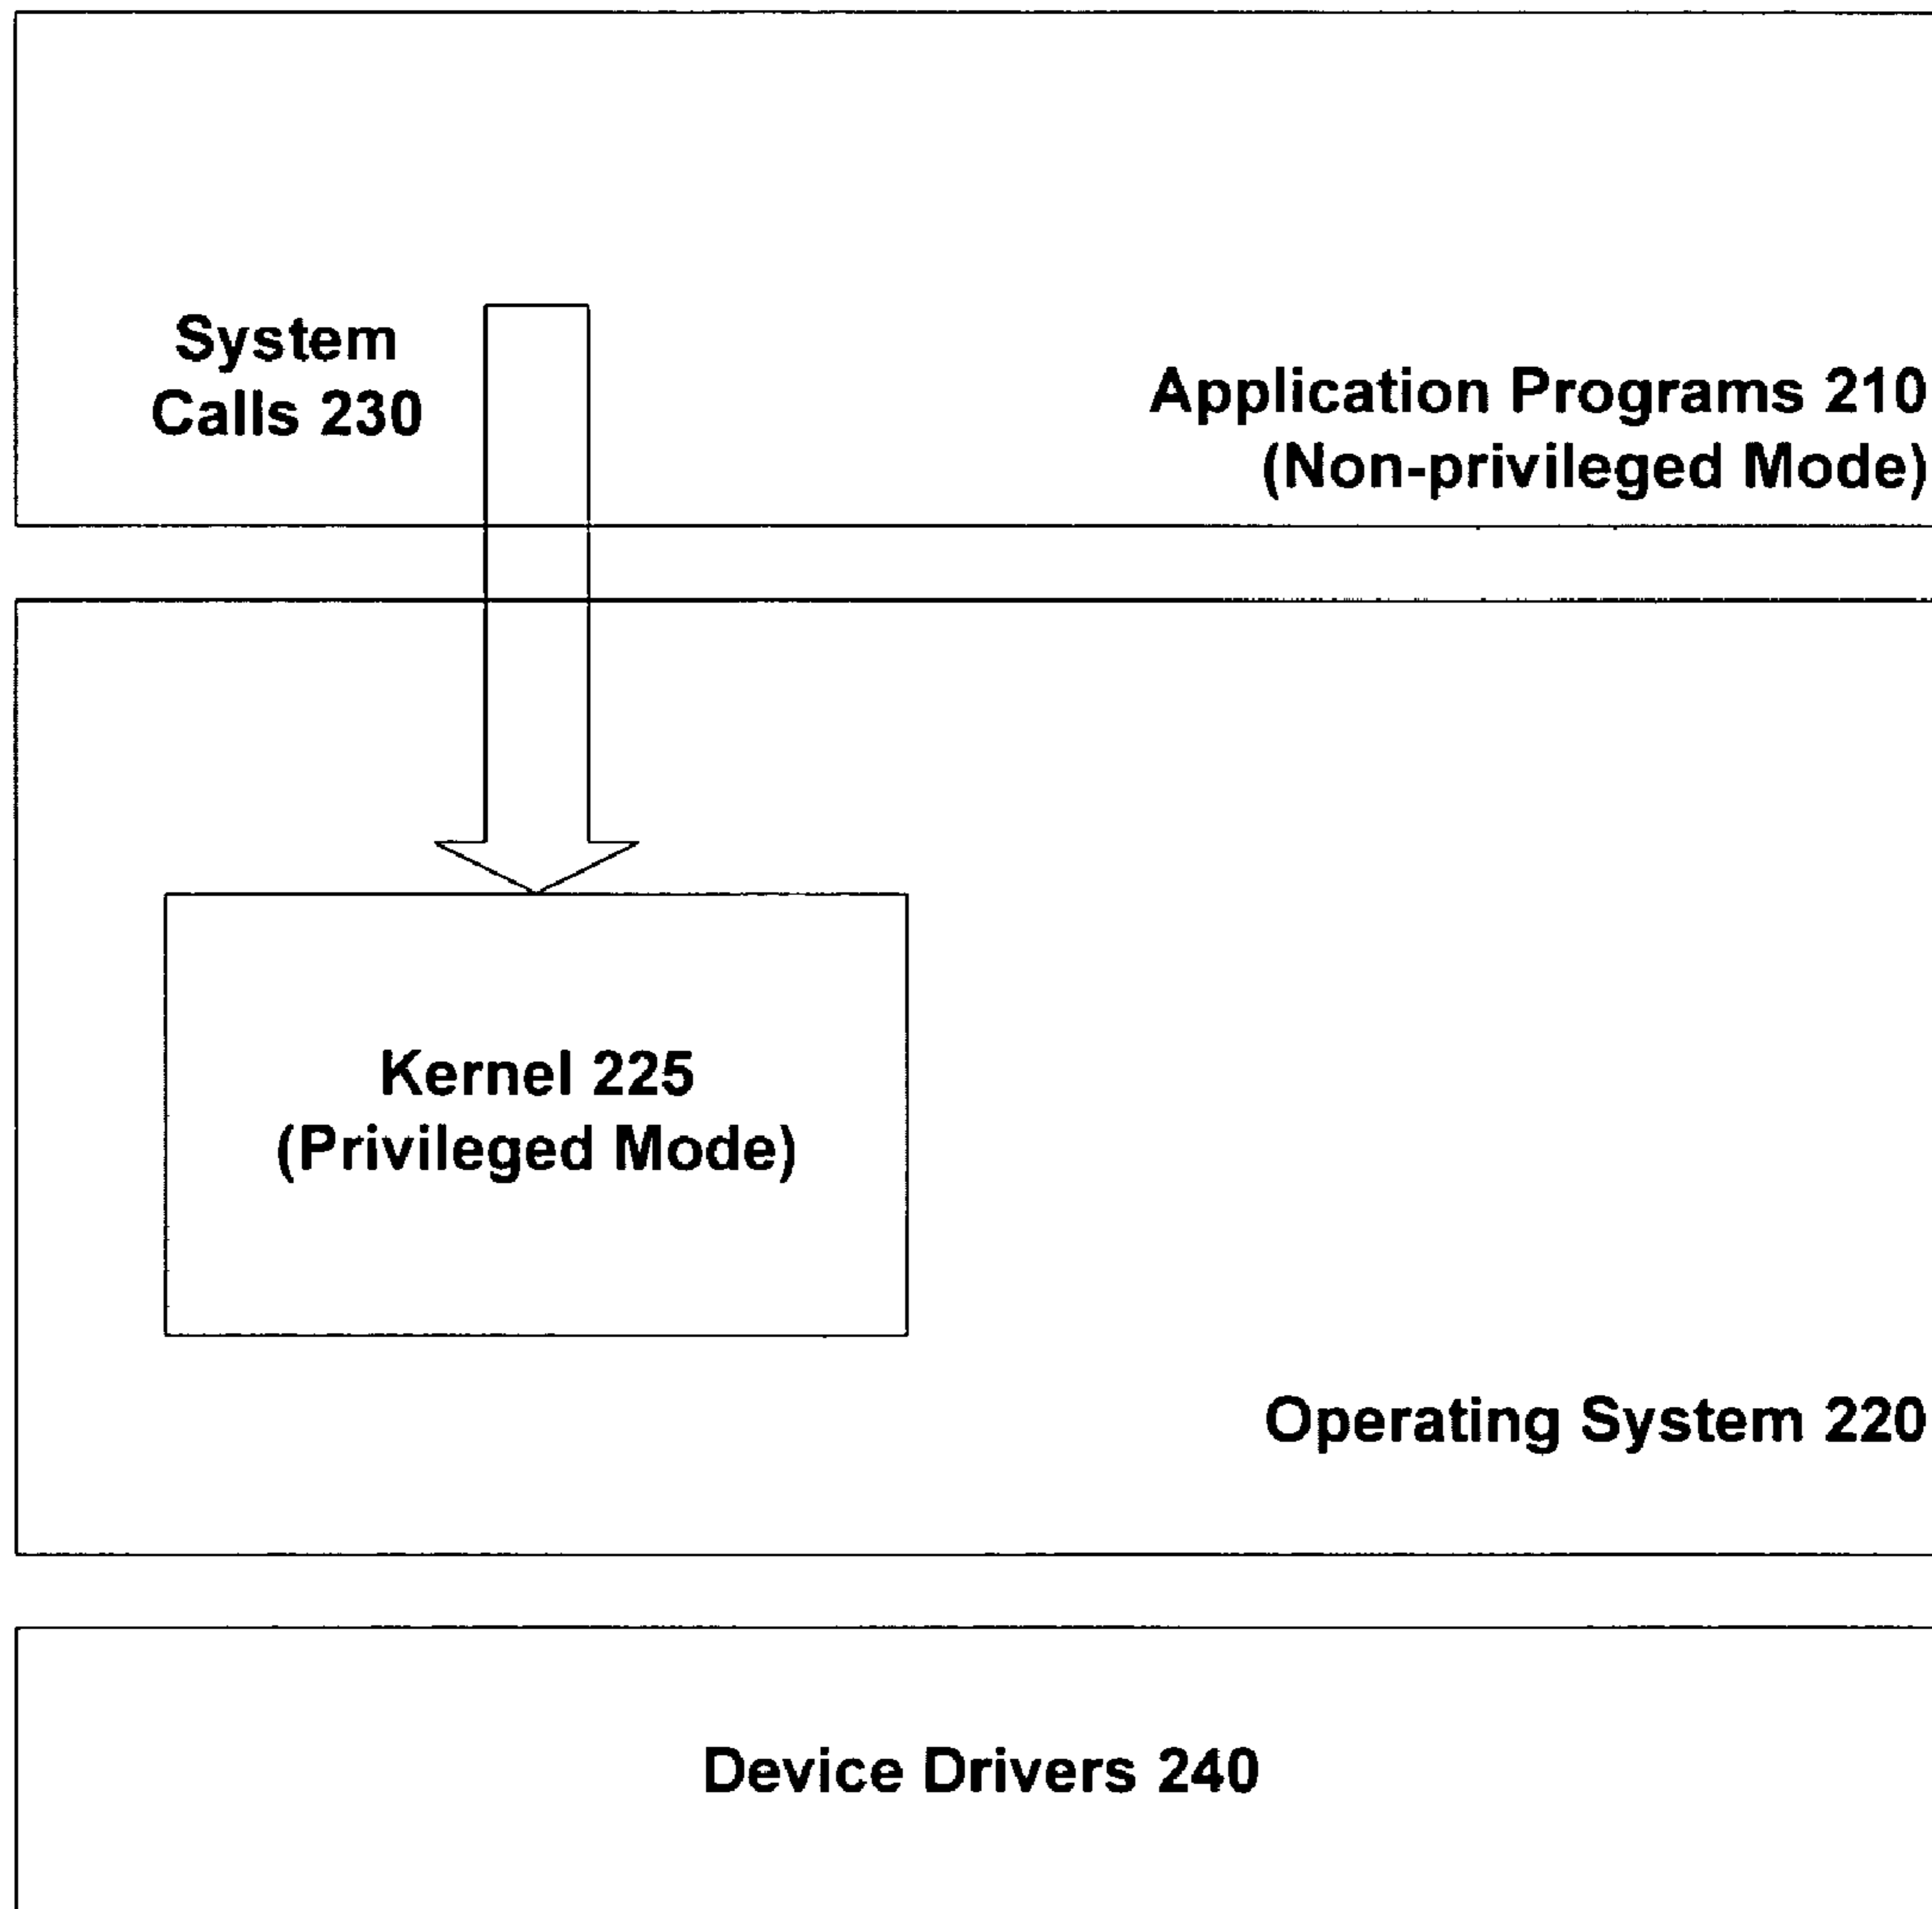 System
Calls 230
Application Programs 210
(Non-privileged Mode)
Kernel 225
(Privileged Mode)
Operating System 220
Device Drivers 240